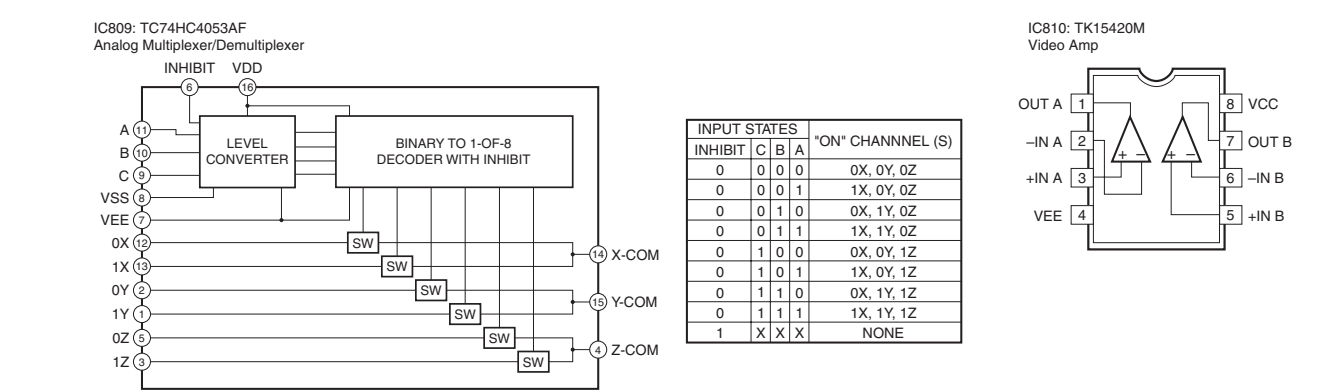 IC809: TC74HC4053AF
Analog Multiplexer/Demultiplexer
INHIBIT VDD
6 16
A 11
B 10
C 9
VSS 8
VEE 7
0X 12
1X 13
0Y 2
1Y 1
0Z 5
1Z 3
LEVEL
CONVERTER
BINARY TO 1-OF-8
DECODER WITH INHIBIT
SW
SW
SW
SW
SW
SW
14 X-COM
15 Y-COM
4 Z-COM
INPUT STATES "ON" CHANNNEL (S)
INHIBIT C B A
0 0 0 0 0X, 0Y, 0Z
0 0 0 1 1X, 0Y, 0Z
0 0 1 0 0X, 1Y, 0Z
0 0 1 1 1X, 1Y, 0Z
0 1 0 0 0X, 0Y, 1Z
0 1 0 1 1X, 0Y, 1Z
0 1 1 0 0X, 1Y, 1Z
0 1 1 1 1X, 1Y, 1Z
1 X X X NONE
IC810: TK15420M
Video Amp
OUT A 1
–IN A 2
+IN A 3
VEE 4
+ –
+ –
8 VCC
7 OUT B
6 –IN B
5 +IN B